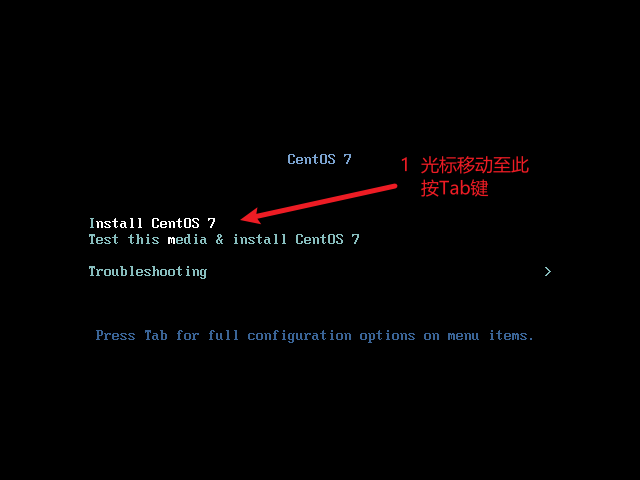 CentOS 7
1 光标移动至此
按Tab键
Install CentOS 7
Test this media & install CentOS 7
Troubleshooting >
Press Tab for full configuration options on menu items.